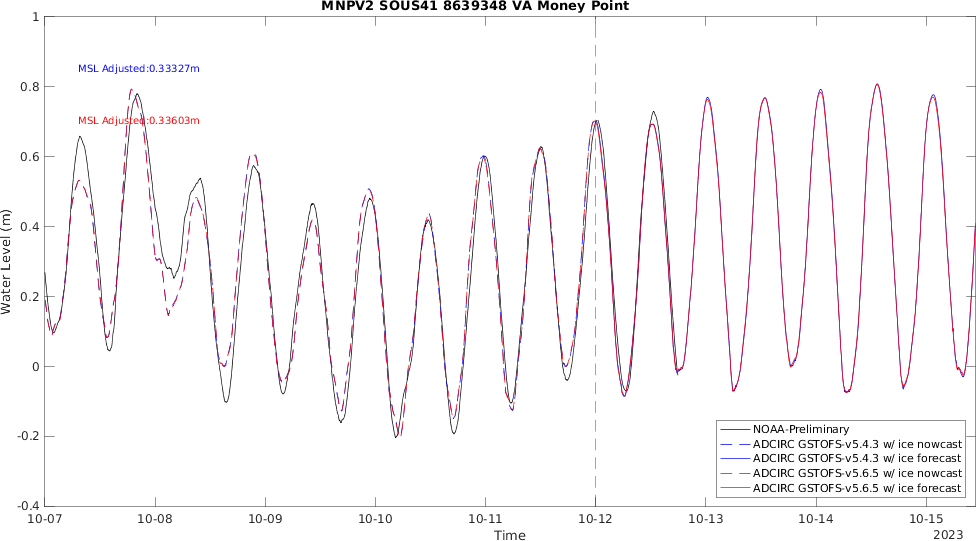 MNPV2 SOUS41 8639348 VA Money Point
1
0.8
0.6
0.4
0.2
0
-0.2
-0.4
Water Level (m)
MSL Adjusted:0.33327m
MSL Adjusted:0.33603m
NOAA-Preliminary
ADCIRC GSTOFS-v5.4.3 w/ ice nowcast
ADCIRC GSTOFS-v5.4.3 w/ ice forecast
ADCIRC GSTOFS-v5.6.5 w/ ice nowcast
ADCIRC GSTOFS-v5.6.5 w/ ice forecast
10-07 10-08 10-09 10-10 10-11 10-12 10-13 10-14 10-15
Time
2023